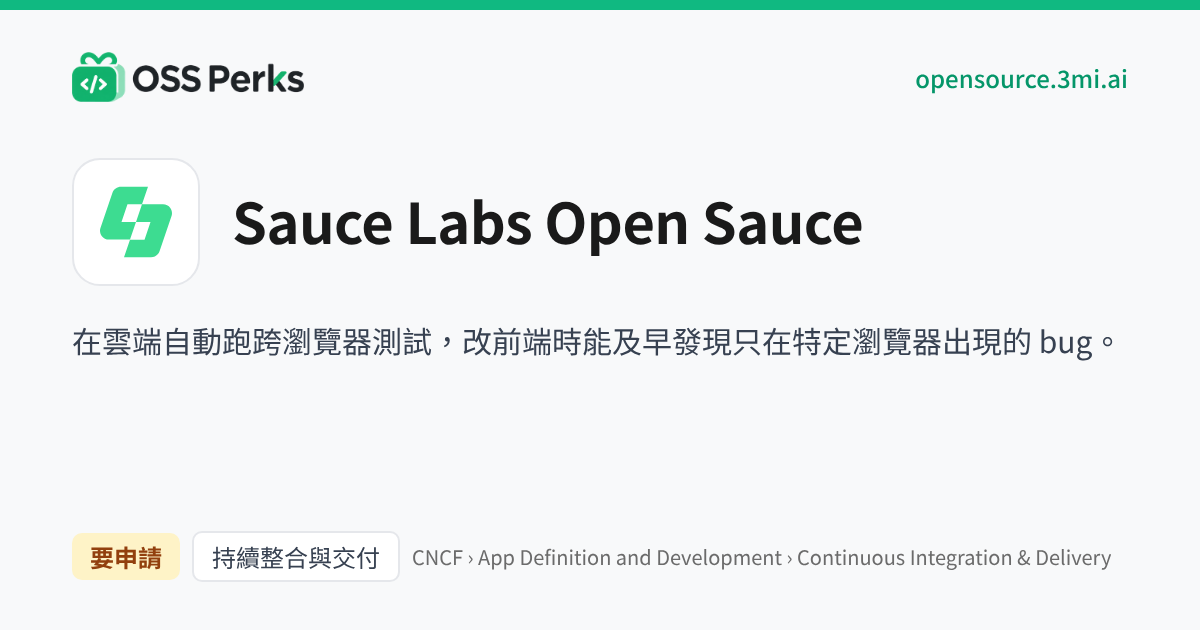 OSS Perks
opensource.3mi.ai
Sauce Labs Open Sauce
在雲端自動跑跨瀏覽器測試，改前端時能及早發現只在特定瀏覽器出現的 bug。
要申請
持續整合與交付
CNCF › App Definition and Development › Continuous Integration & Delivery